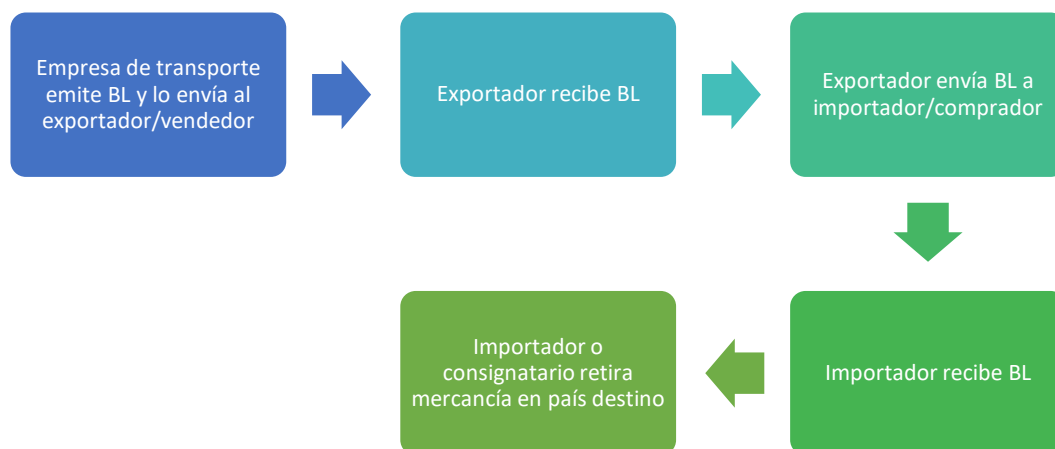 Empresa de transporte
emite BL y lo envía al
exportador/vendedor
Exportador recibe BL
Exportador envía BL a
importador/comprador
Importador recibe BL
Importador o
consignatario retira
mercancía en país destino